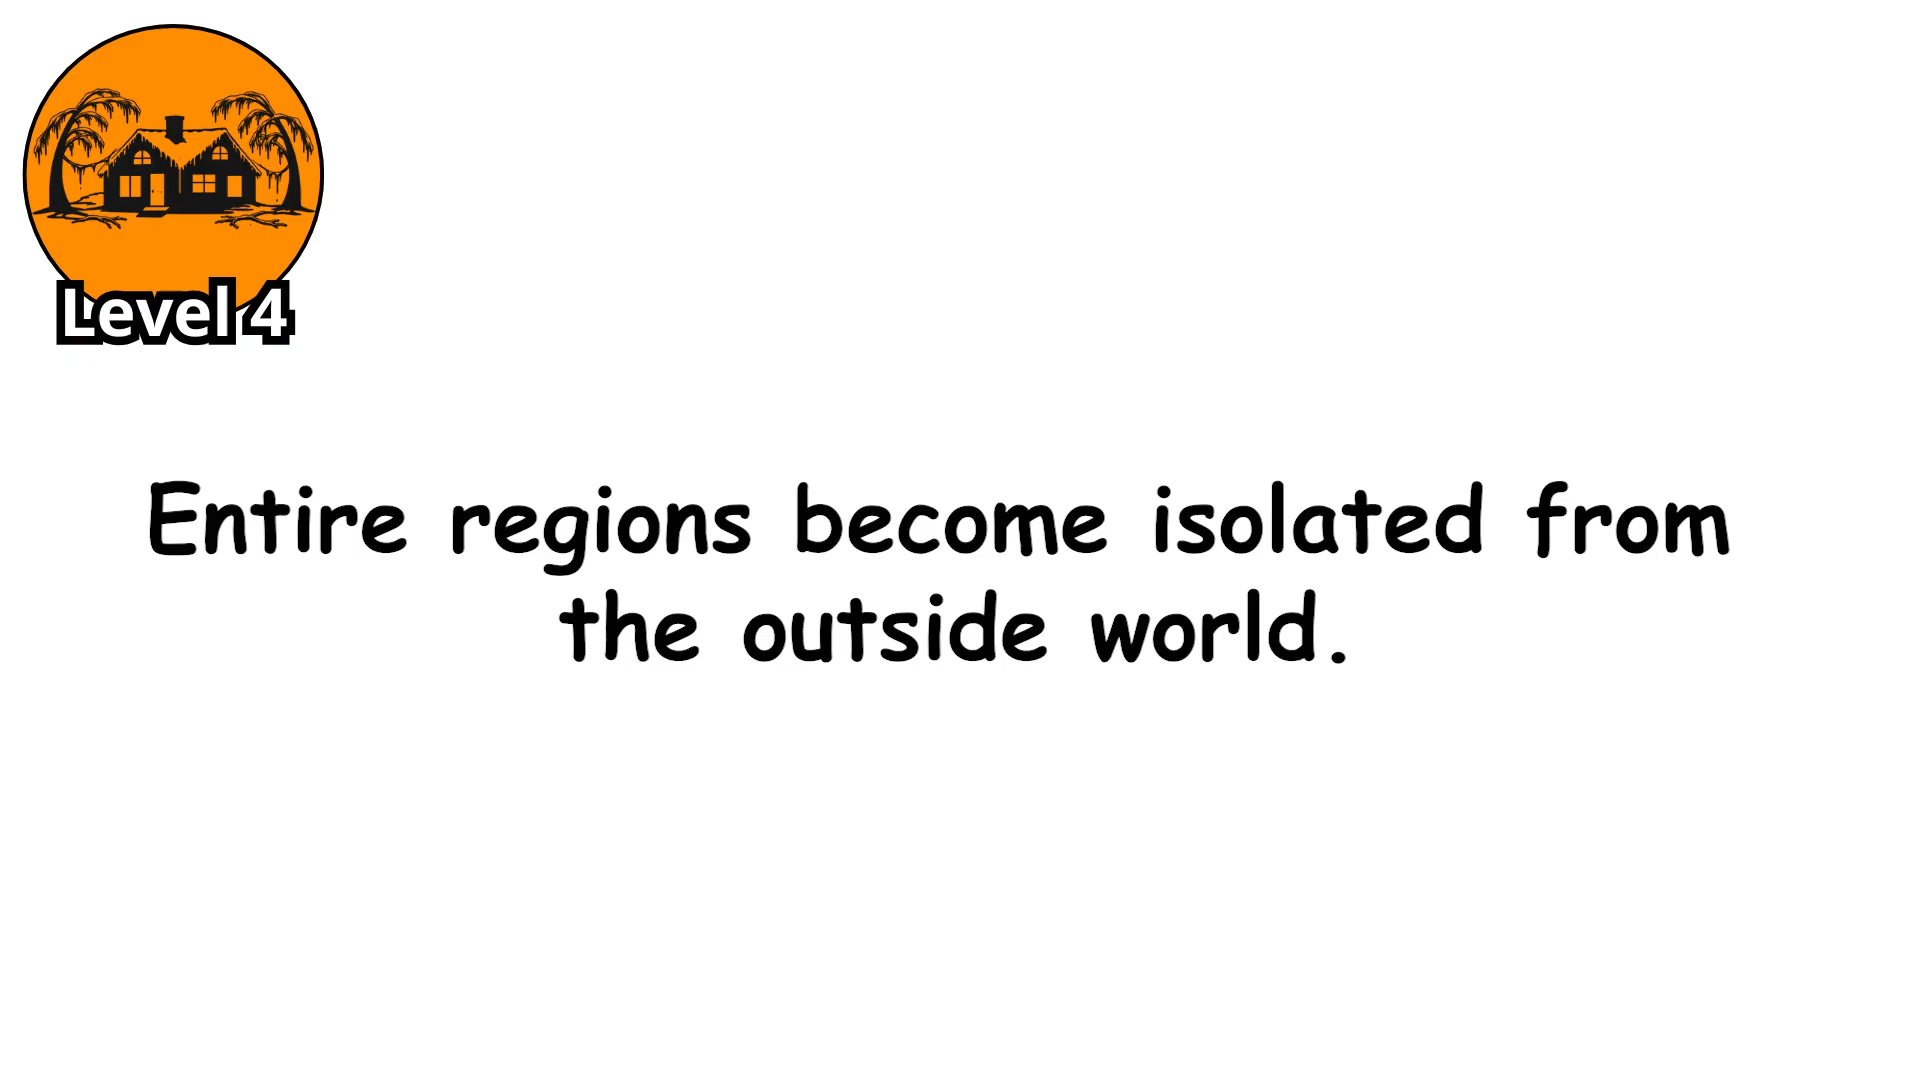 Level 4
Entire regions become isolated from
the outside world.